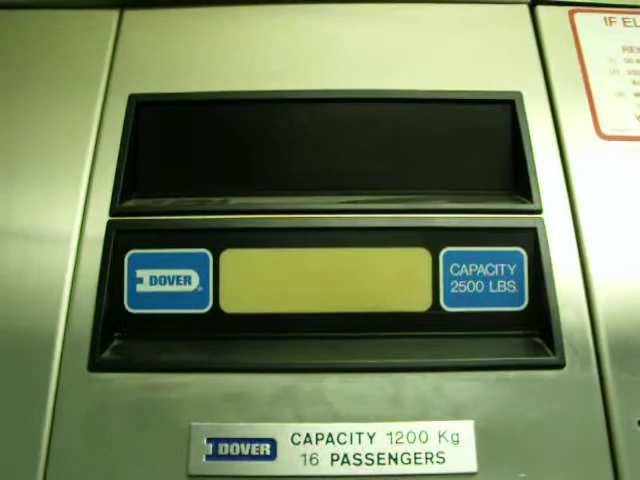 IF EL
DOVER
CAPACITY
2500 LBS.
DOVER
CAPACITY 1200 Kg
16 PASSENGERS